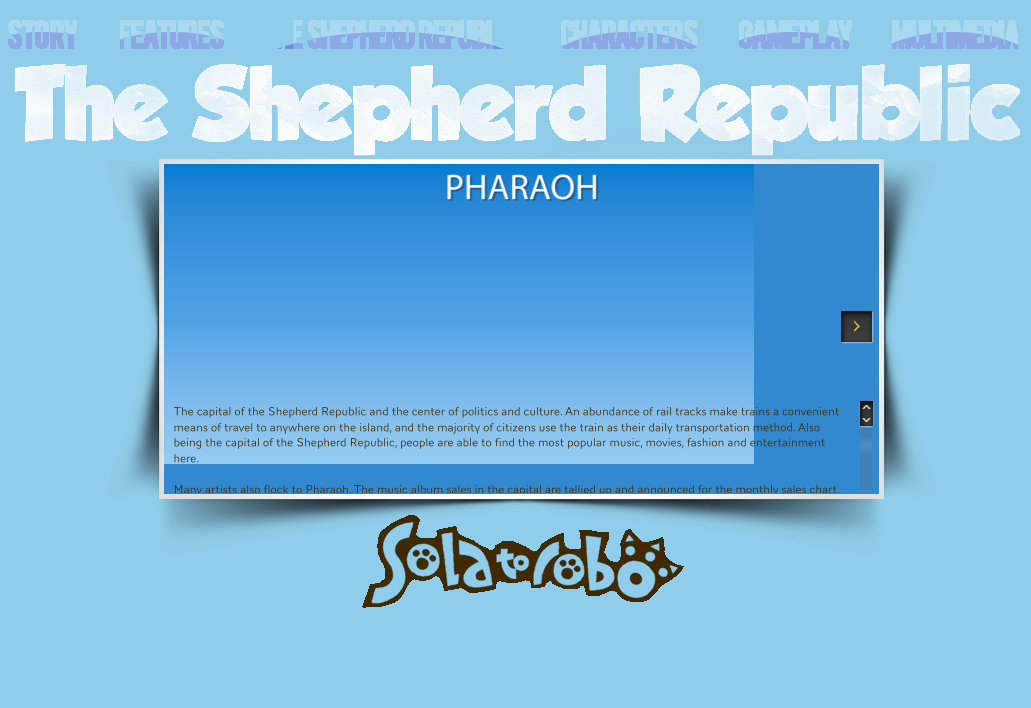 STORY FEATURES E SHEPHERD REPUBL CHARACTERS GAMEPLAY MULTIMEDIA
The Shepherd Republic
PHARAOH
The capital of the Shepherd Republic and the center of politics and culture. An abundance of rail tracks make trains a convenient
means of travel to anywhere on the island, and the majority of citizens use the train as their daily transportation method. Also
being the capital of the Shepherd Republic, people are able to find the most popular music, movies, fashion and entertainment
here.
Many artists also flock to Pharaoh. The music album sales in the capital are tallied up and announced for the monthly sales chart.
Solatorobo